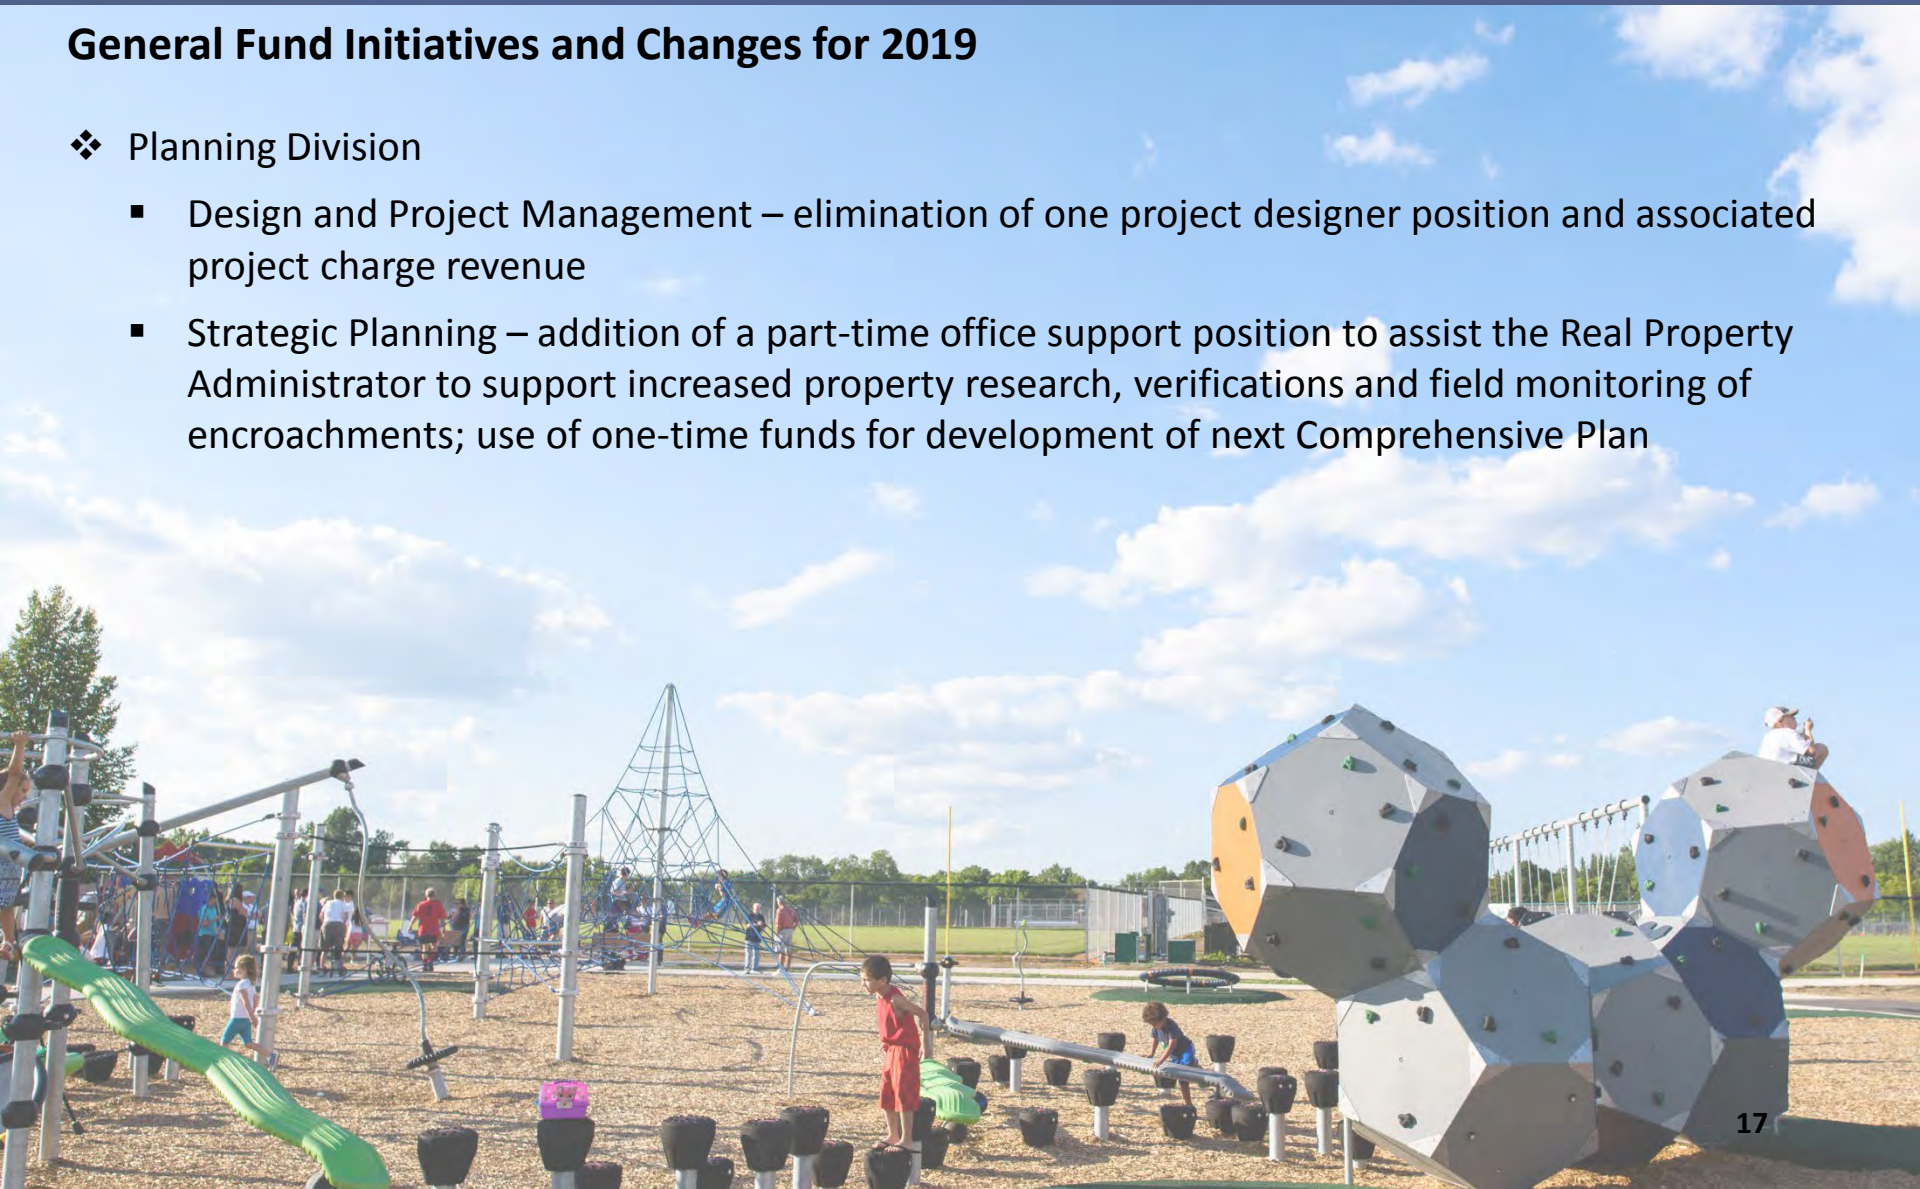 General Fund Initiatives and Changes for 2019
❖ Planning Division
▪ Design and Project Management – elimination of one project designer position and associated
project charge revenue
▪ Strategic Planning – addition of a part-time office support position to assist the Real Property
Administrator to support increased property research, verifications and field monitoring of
encroachments; use of one-time funds for development of next Comprehensive Plan
17